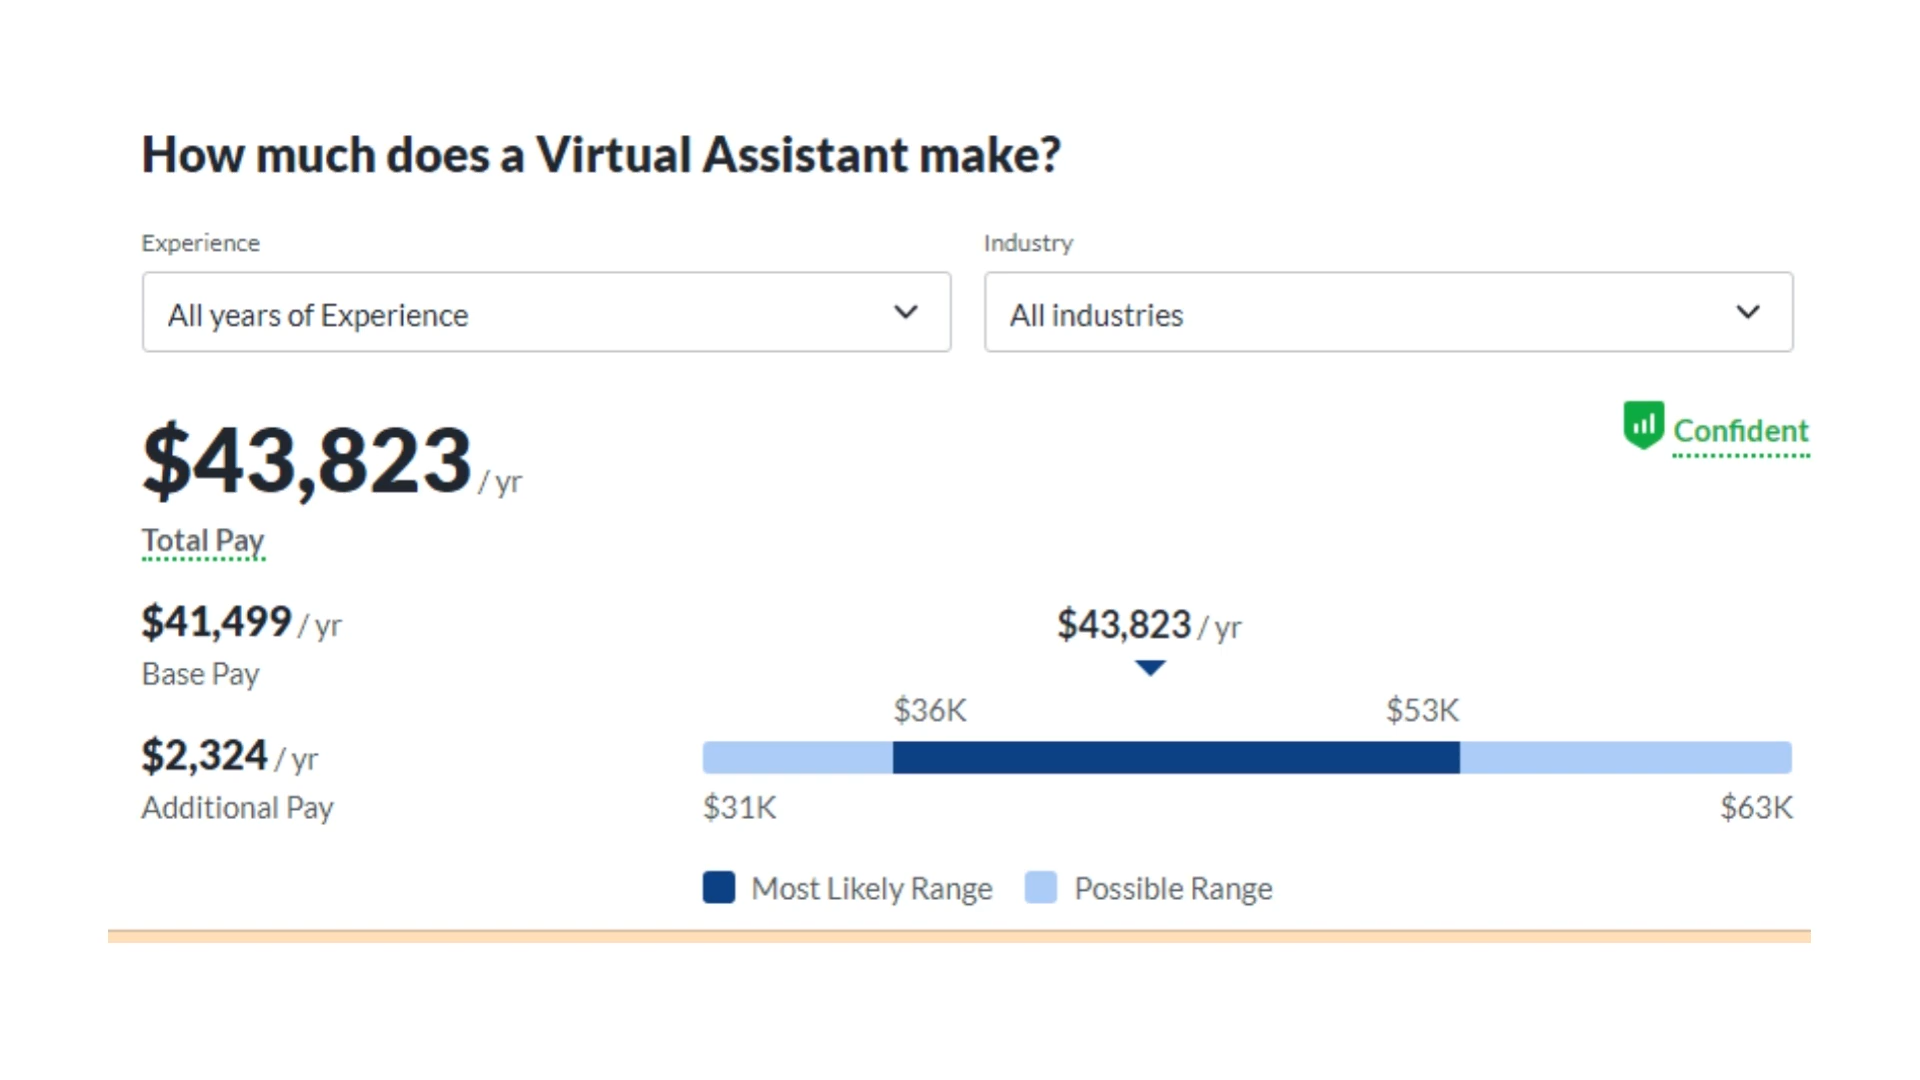 How much does a Virtual Assistant make?
Experience
Industry
All years of Experience
All industries
Confident
$43,823 / yr
Total Pay
$41,499 / yr
Base Pay
$2,324 / yr
Additional Pay
$43,823 / yr
$36K
$53K
$31K
$63K
Most Likely Range
Possible Range